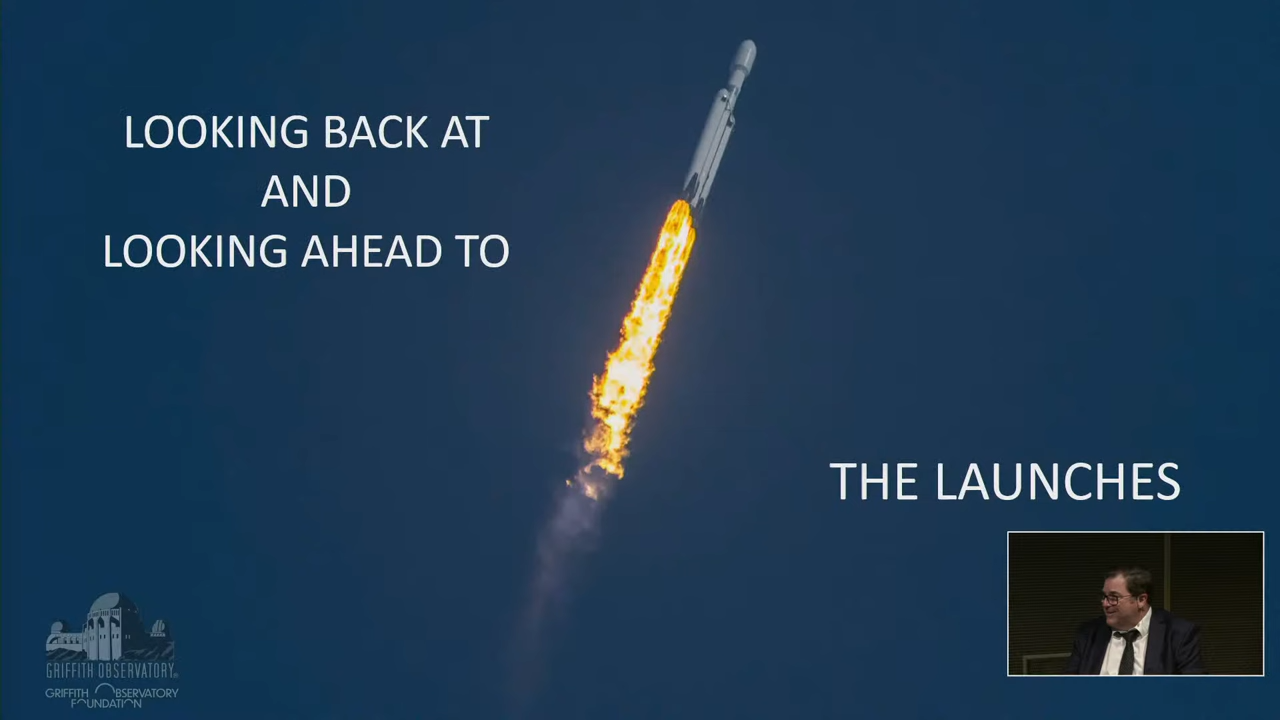 LOOKING BACK AT
AND
LOOKING AHEAD TO
THE LAUNCHES
GRIFFITH OBSERVATORY®
GRIFFITH OBSERVATORY
FOUNDATION